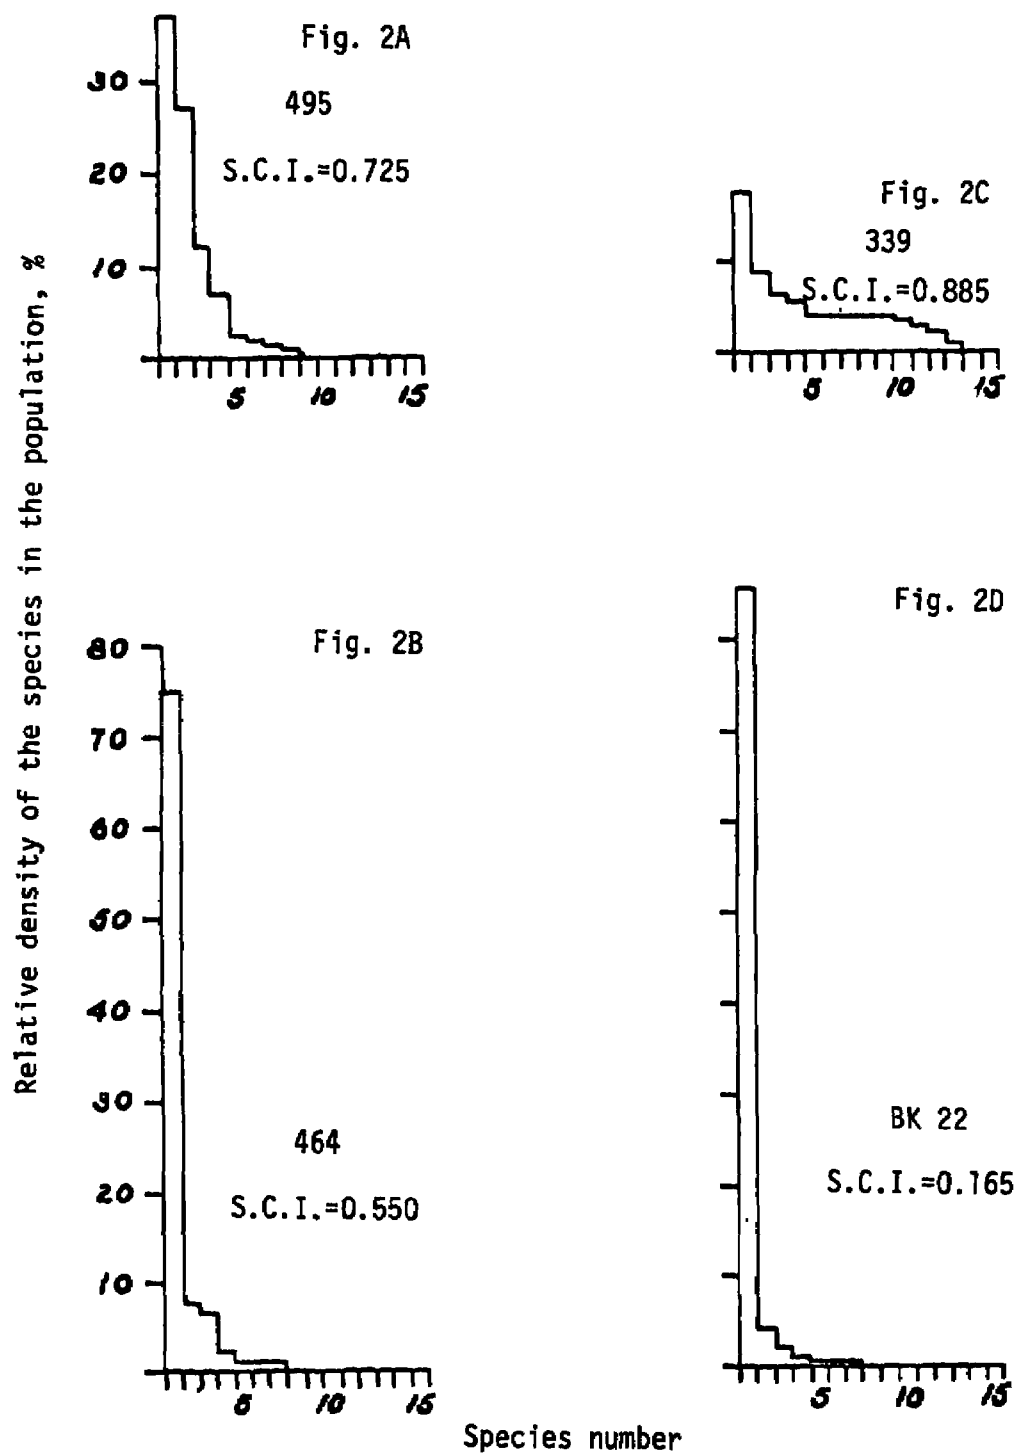 Fig. 2A
495
S.C.I.=0.725
30
20
10
5 10 15
Fig. 2C
339
S.C.I.=0.885
5 10 15
Relative density of the species in the population, %
Fig. 2B
80
70
60
50
40
30
20
10
464
S.C.I.=0.550
5 10 15
Fig. 2D
BK 22
S.C.I.=0.165
5 10 15
Species number